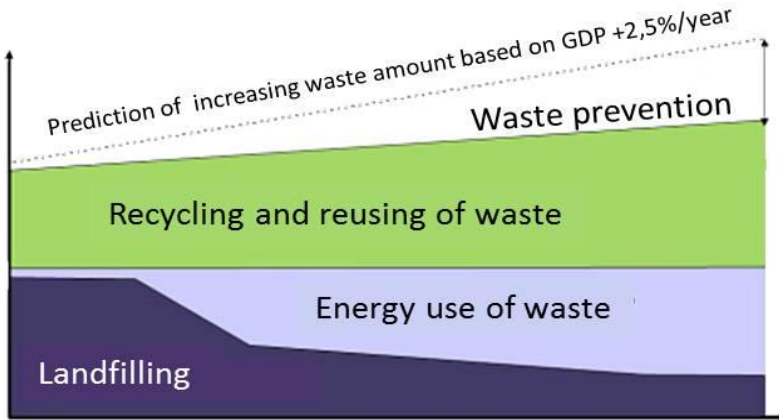 Prediction of increasing waste amount based on GDP +2,5%/year
Waste prevention
Recycling and reusing of waste
Energy use of waste
Landfilling